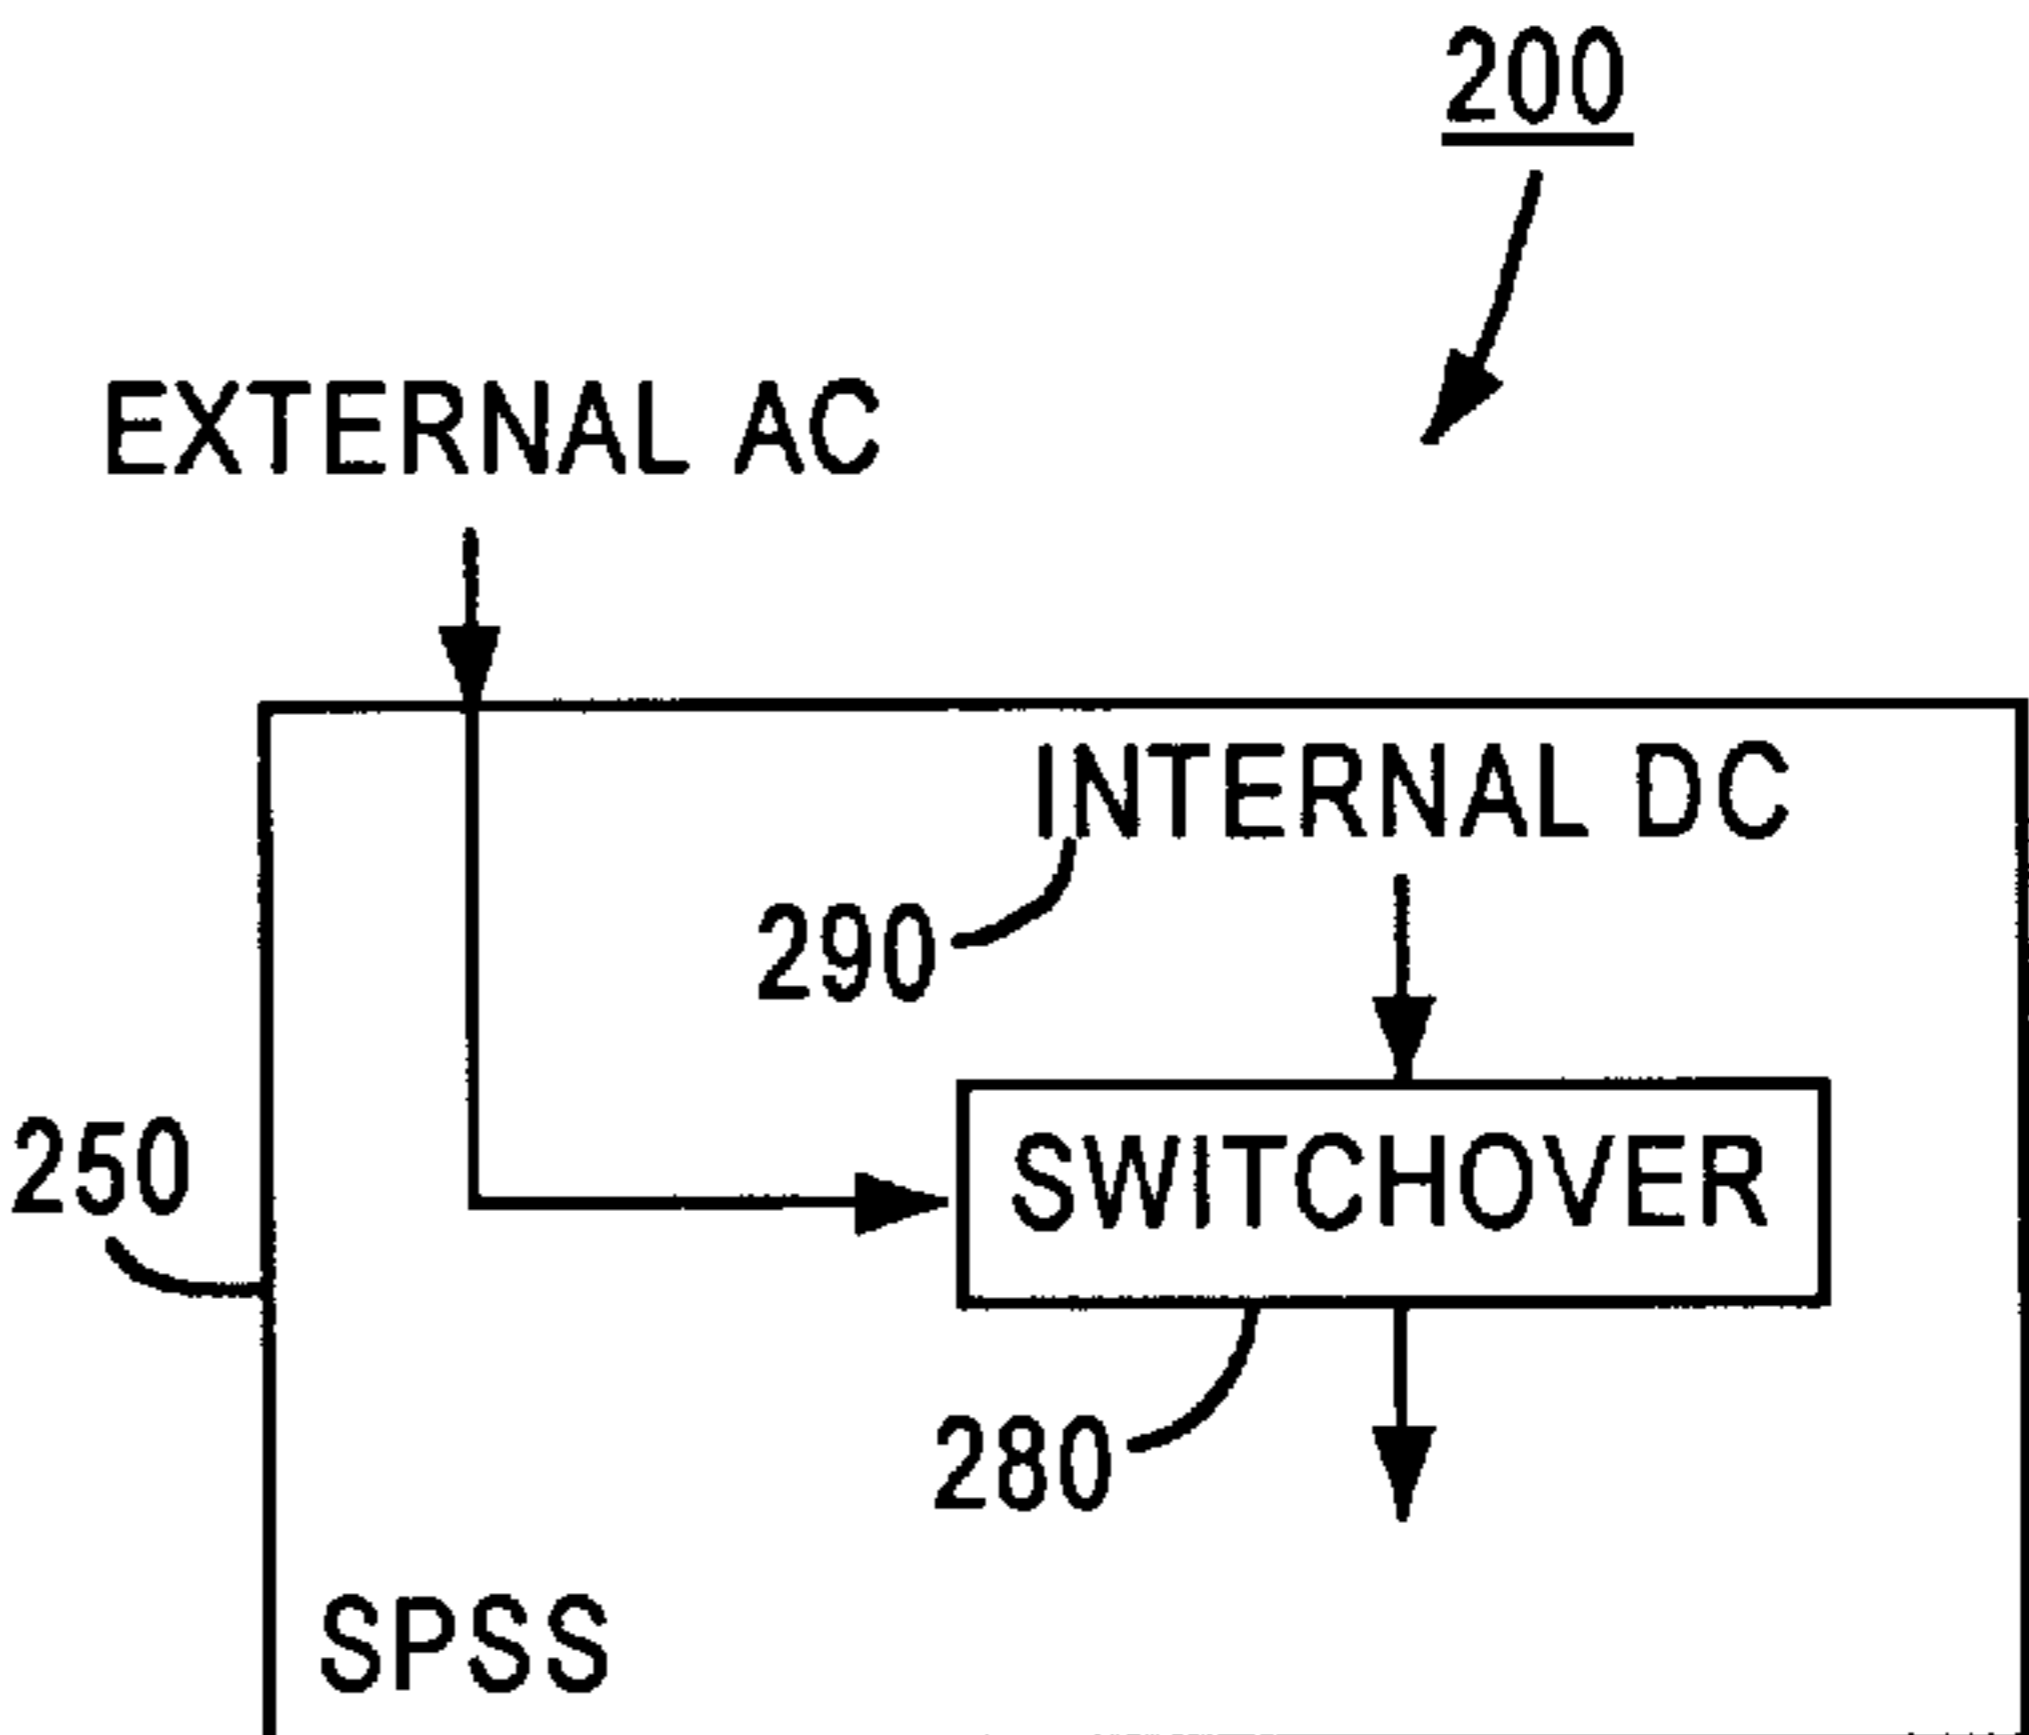 200
EXTERNAL AC
INTERNAL DC
290
250
SWITCHOVER
280
SPSS